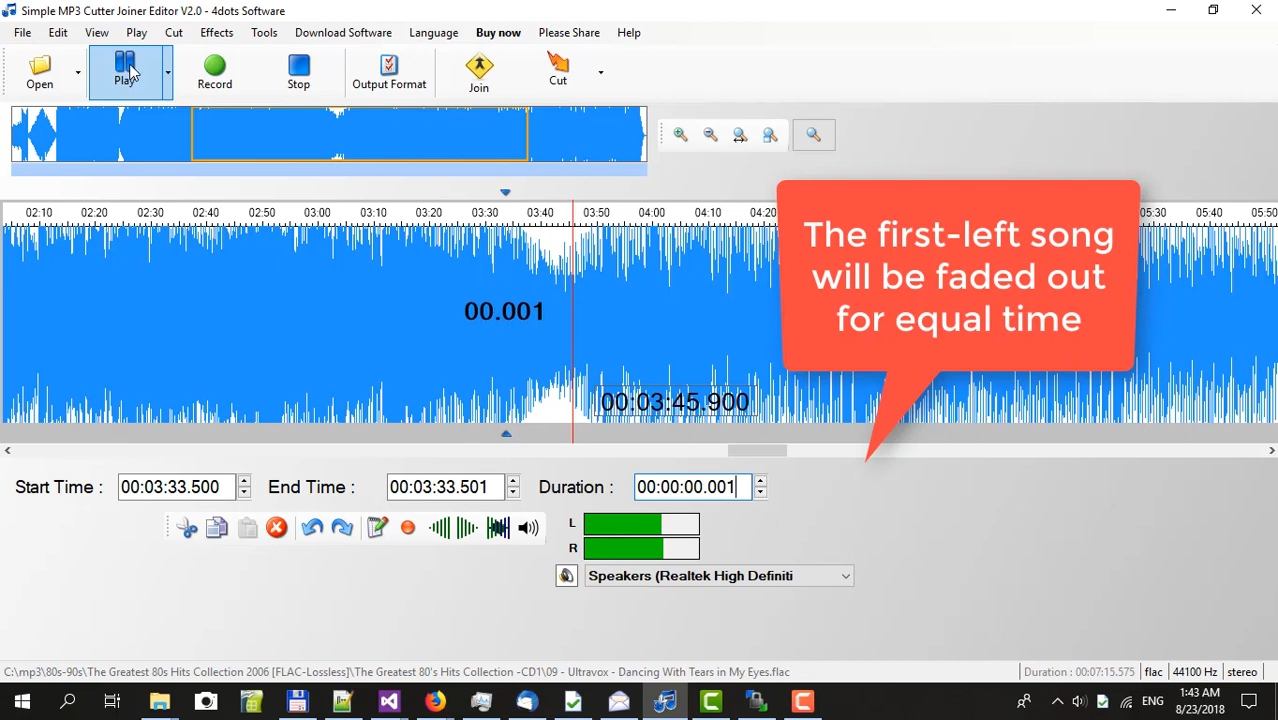 Simple MP3 Cutter Joiner Editor V2.0 - 4dots Software
File Edit View Play Cut Effects Tools Download Software Language Buy now Please Share Help
Open Play Record Stop Output Format Join Cut
02:10 02:20 02:30 02:40 02:50 03:00 03:10 03:20 03:30 03:40 03:50 04:00 04:10 04:20 05:30 05:40 05:50
The first-left song
will be faded out
for equal time
00.001
00:03:45.900
Start Time : 00:03:33.500 End Time : 00:03:33.501 Duration : 00:00:00.001
L
R
Speakers (Realtek High Definiti
C:\mp3\80s-90s\The Greatest 80s Hits Collection 2006 [FLAC-Lossless]\The Greatest 80's Hits Collection -CD1\09 - Ultravox - Dancing With Tears in My Eyes.flac Duration : 00:07:15.575 flac 44100 Hz stereo
ENG
1:43 AM
8/23/2018